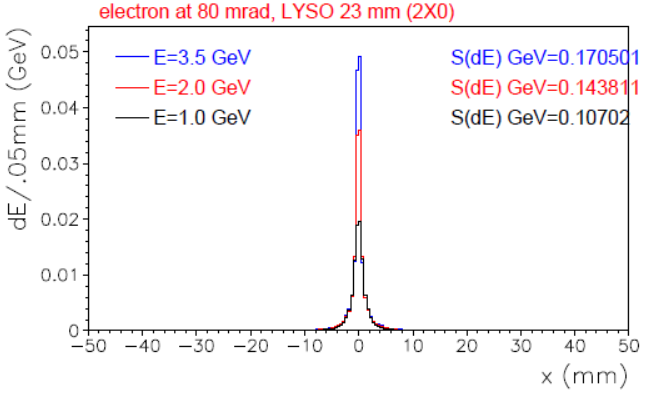 electron at 80 mrad, LYSO 23 mm (2X0)
dE/.05mm (GeV)
0.05
0.04
0.03
0.02
0.01
0
E=3.5 GeV S(dE) GeV=0.170501
E=2.0 GeV S(dE) GeV=0.143811
E=1.0 GeV S(dE) GeV=0.10702
−50 −40 −30 −20 −10 0 10 20 30 40 50
x (mm)